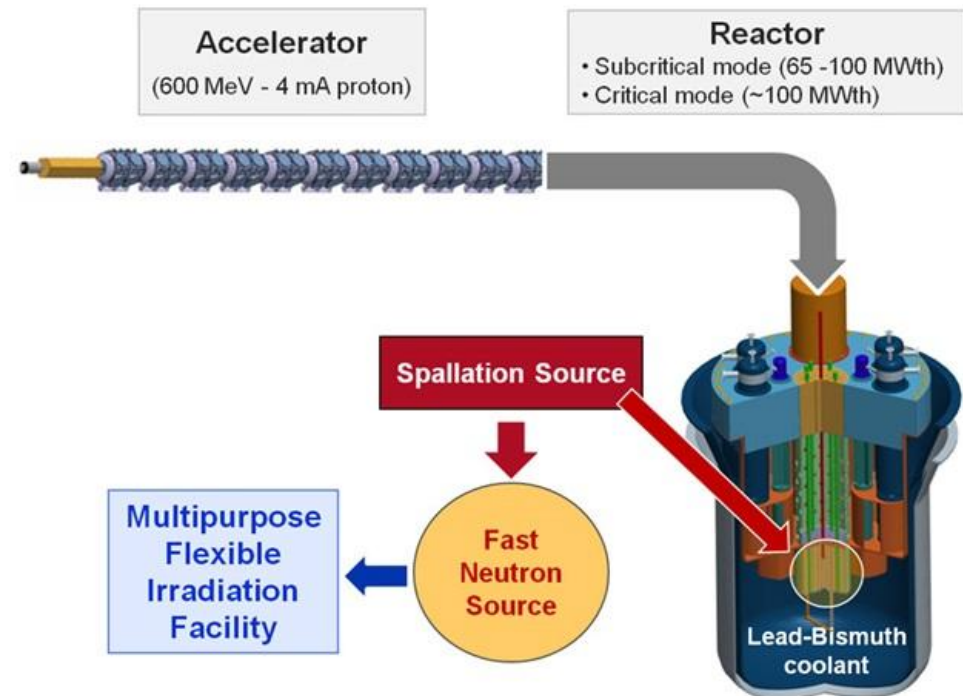 Accelerator
(600 MeV - 4 mA proton)
Reactor
• Subcritical mode (65 -100 MWth)
• Critical mode (~100 MWth)
Spallation Source
Multipurpose
Flexible
Irradiation
Facility
Fast
Neutron
Source
Lead-Bismuth
coolant